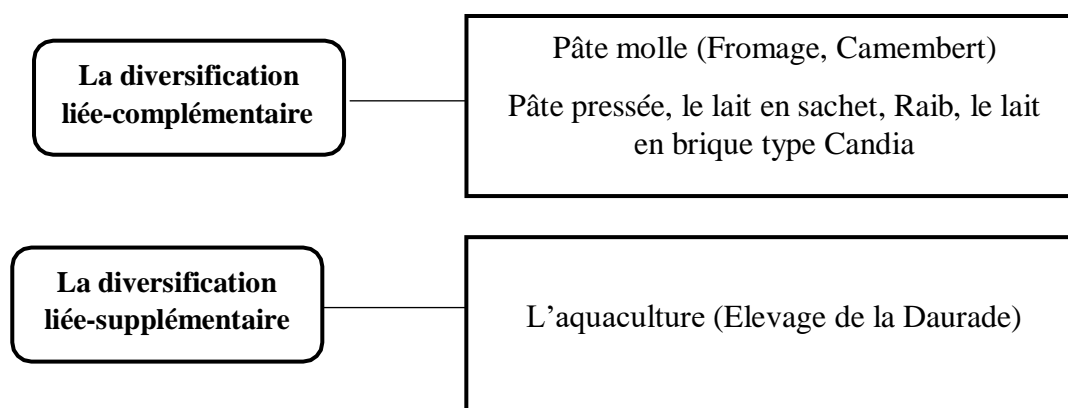 La diversification
liée-complémentaire
Pâte molle (Fromage, Camembert)
Pâte pressée, le lait en sachet, Raib, le lait
en brique type Candia
La diversification
liée-supplémentaire
L’aquaculture (Elevage de la Daurade)